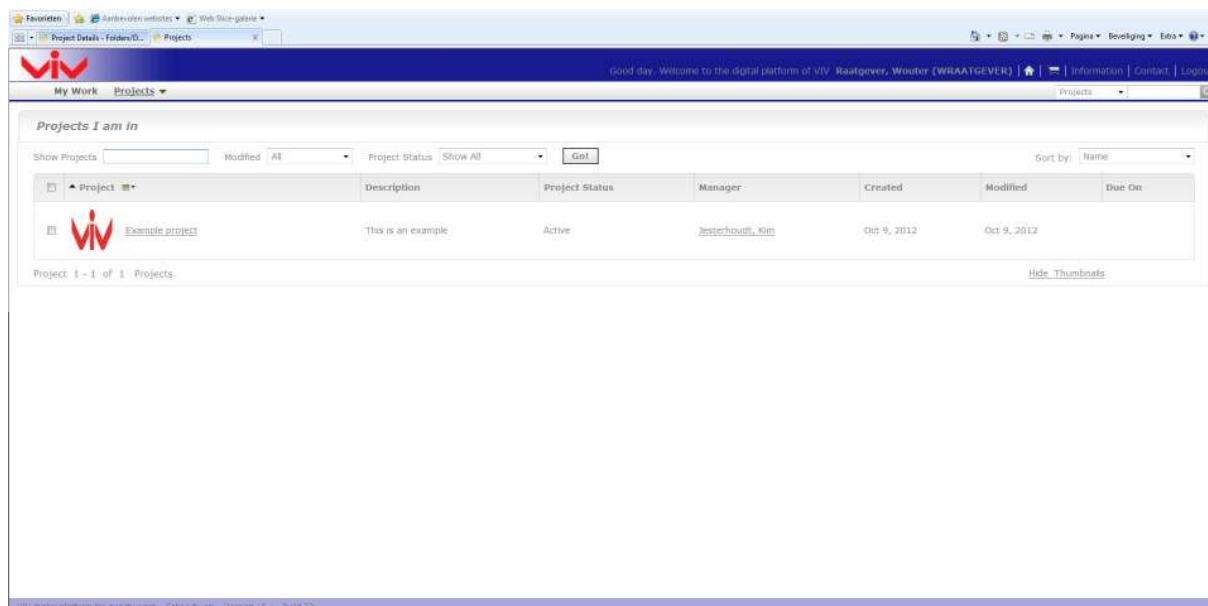 Favorieten Aanbevolen websites Web Slice-galerie
Project Details - Folders/D... Projects Pagina Beveiliging Extra
viv
Good day. Welcome to the digital platform of VIV Raatgever, Wouter (WRAATGEVER) | | | Information | Contact | Logou
My Work Projects Projects
Projects I am in
Show Projects Modified All Project Status Show All Go! Sort by: Name
Project Description Project Status Manager Created Modified Due On
viv Example project This is an example Active Jesterhoudt, Kim Oct 9, 2012 Oct 9, 2012
Project 1 - 1 of 1 Projects Hide Thumbnails